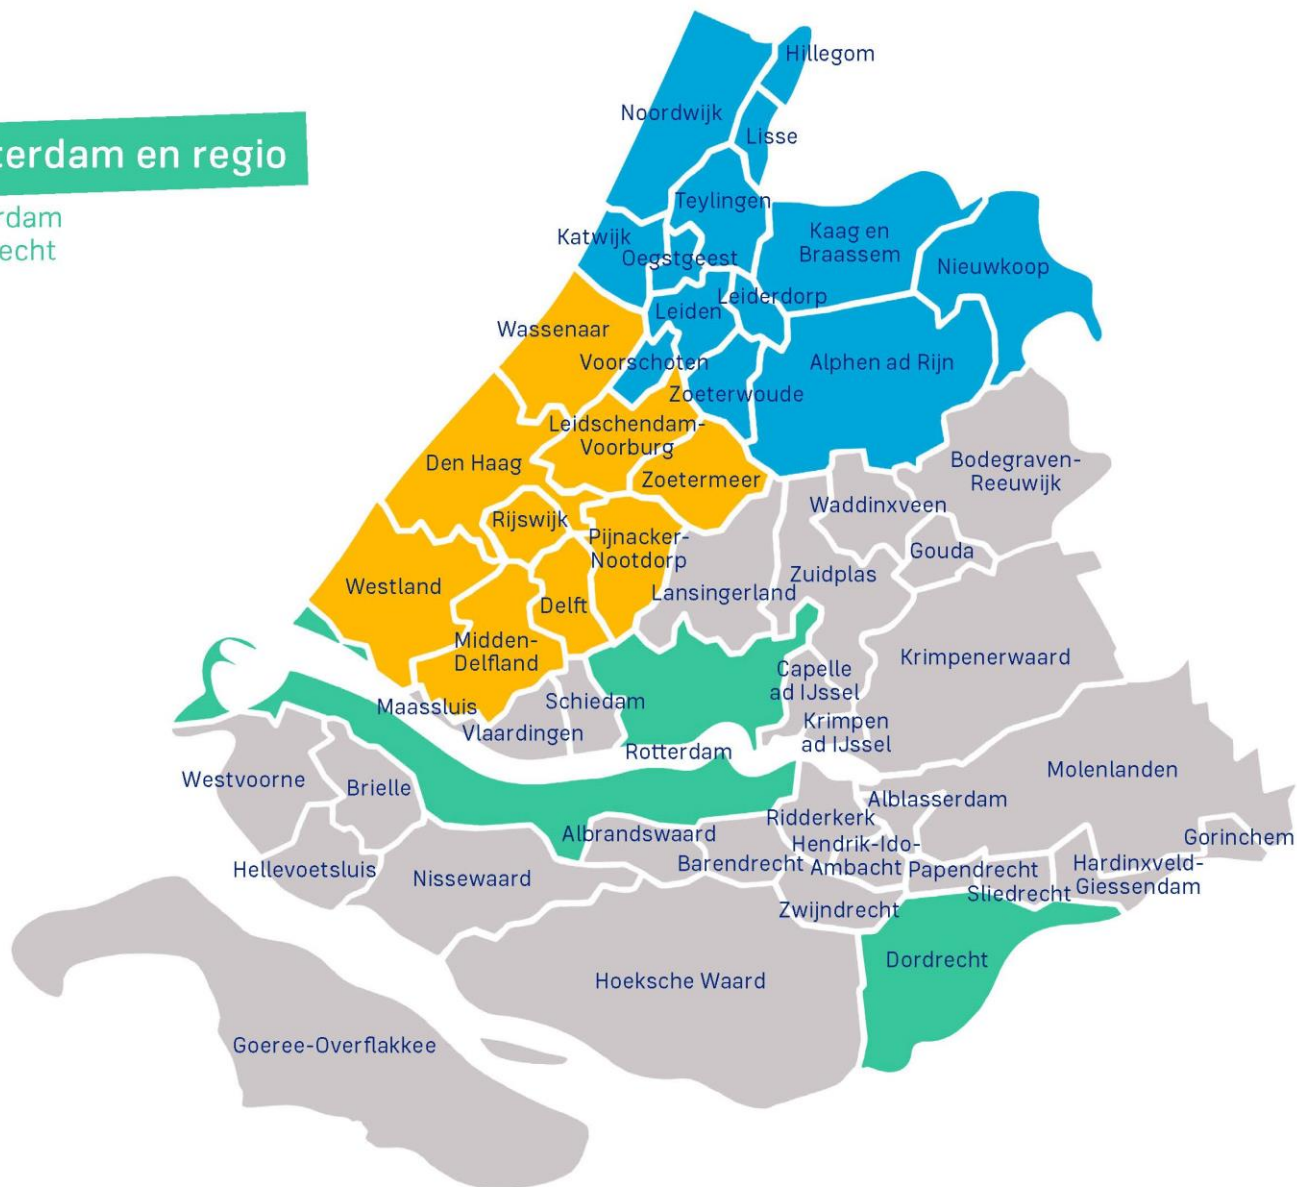 terdam en regio
rdam
echt
Hillegom
Noordwijk
Lisse
Teylingen
Katwijk
Kaag en
Braassem
Oegstgeest
Nieuwkoop
Leiderdorp
Leiden
Wassenaar
Voorschoten
Alphen ad Rijn
Zoeterwoude
Leidschendam-
Voorburg
Den Haag
Zoetermeer
Bodegraven-
Reeuwijk
Waddinxveen
Rijswijk
Pijnacker-
Nootdorp
Gouda
Zuidplas
Westland
Lansingerland
Delft
Midden-
Delfland
Krimpenerwaard
Capelle
ad IJssel
Maassluis
Schiedam
Vlaardingen
Krimpen
ad IJssel
Rotterdam
Westvoorne
Brielle
Molenlanden
Alblasserdam
Ridderkerk
Albrandswaard
Hendrik-Ido-
Ambacht
Barendrecht
Gorinchem
Hellevoetsluis
Nissewaard
Papendrecht
Hardinxveld-
Giessendam
Sliedrecht
Zwijndrecht
Dordrecht
Hoeksche Waard
Goeree-Overflakkee